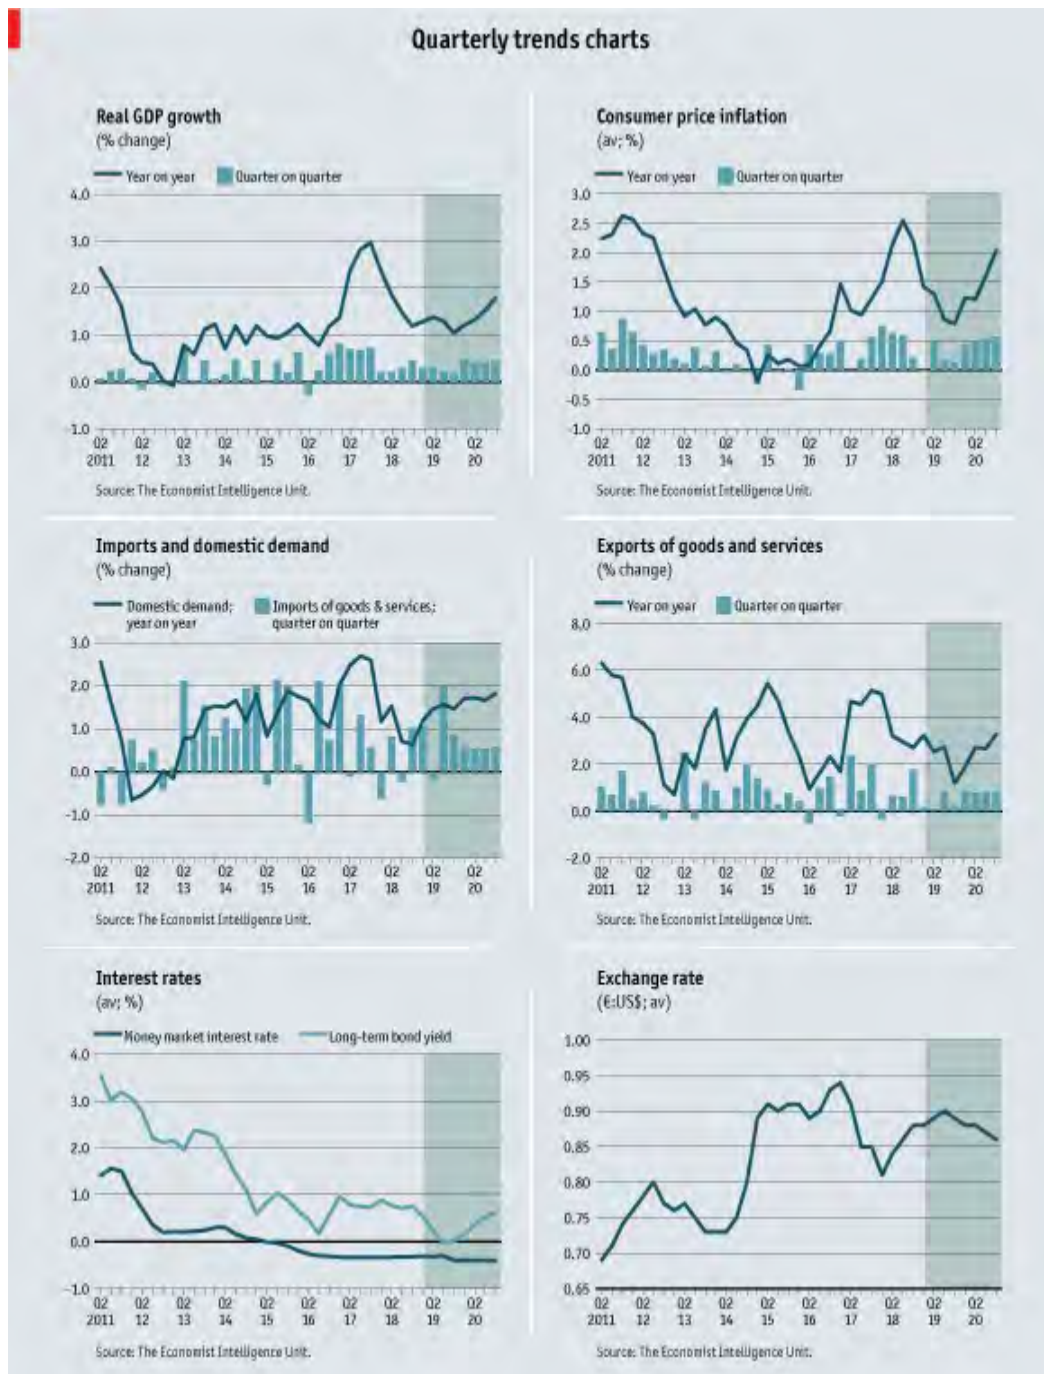 Quarterly trends charts
Real GDP growth
(% change)
Year on year
Quarter on quarter
4.0
3.0
2.0
1.0
0.0
1.0
Q2 Q2 Q2 Q2 Q2 Q2 Q2 Q2 Q2 Q2
2011 12 13 14 15 16 17 18 19 20
Source: The Economist Intelligence Unit.
Consumer price inflation
(av; %)
Year on year
Quarter on quarter
3.0
2.5
2.0
1.5
1.0
0.5
0.0
-0.5
-1.0
Q2 Q2 Q2 Q2 Q2 Q2 Q2 Q2 Q2 Q2
2011 12 13 14 15 16 17 18 19 20
Source: The Economist Intelligence Unit.
Imports and domestic demand
(% change)
Domestic demand;
year on year
Imports of goods & services;
quarter on quarter
3.0
2.0
1.0
0.0
-1.0
-2.0
Q2 Q2 Q2 Q2 Q2 Q2 Q2 Q2 Q2 Q2
2011 12 13 14 15 16 17 18 19 20
Source: The Economist Intelligence Unit.
Exports of goods and services
(% change)
Year on year
Quarter on quarter
8.0
6.0
4.0
2.0
0.0
-2.0
Q2 Q2 Q2 Q2 Q2 Q2 Q2 Q2 Q2 Q2
2011 12 13 14 15 16 17 18 19 20
Source: The Economist Intelligence Unit.
Interest rates
(av; %)
Money market interest rate
Long-term bond yield
4.0
3.0
2.0
1.0
0.0
-1.0
Q2 Q2 Q2 Q2 Q2 Q2 Q2 Q2 Q2 Q2
2011 12 13 14 15 16 17 18 19 20
Source: The Economist Intelligence Unit.
Exchange rate
(€:US$; av)
1.00
0.95
0.90
0.85
0.80
0.75
0.70
0.65
Q2 Q2 Q2 Q2 Q2 Q2 Q2 Q2 Q2 Q2
2011 12 13 14 15 16 17 18 19 20
Source: The Economist Intelligence Unit.